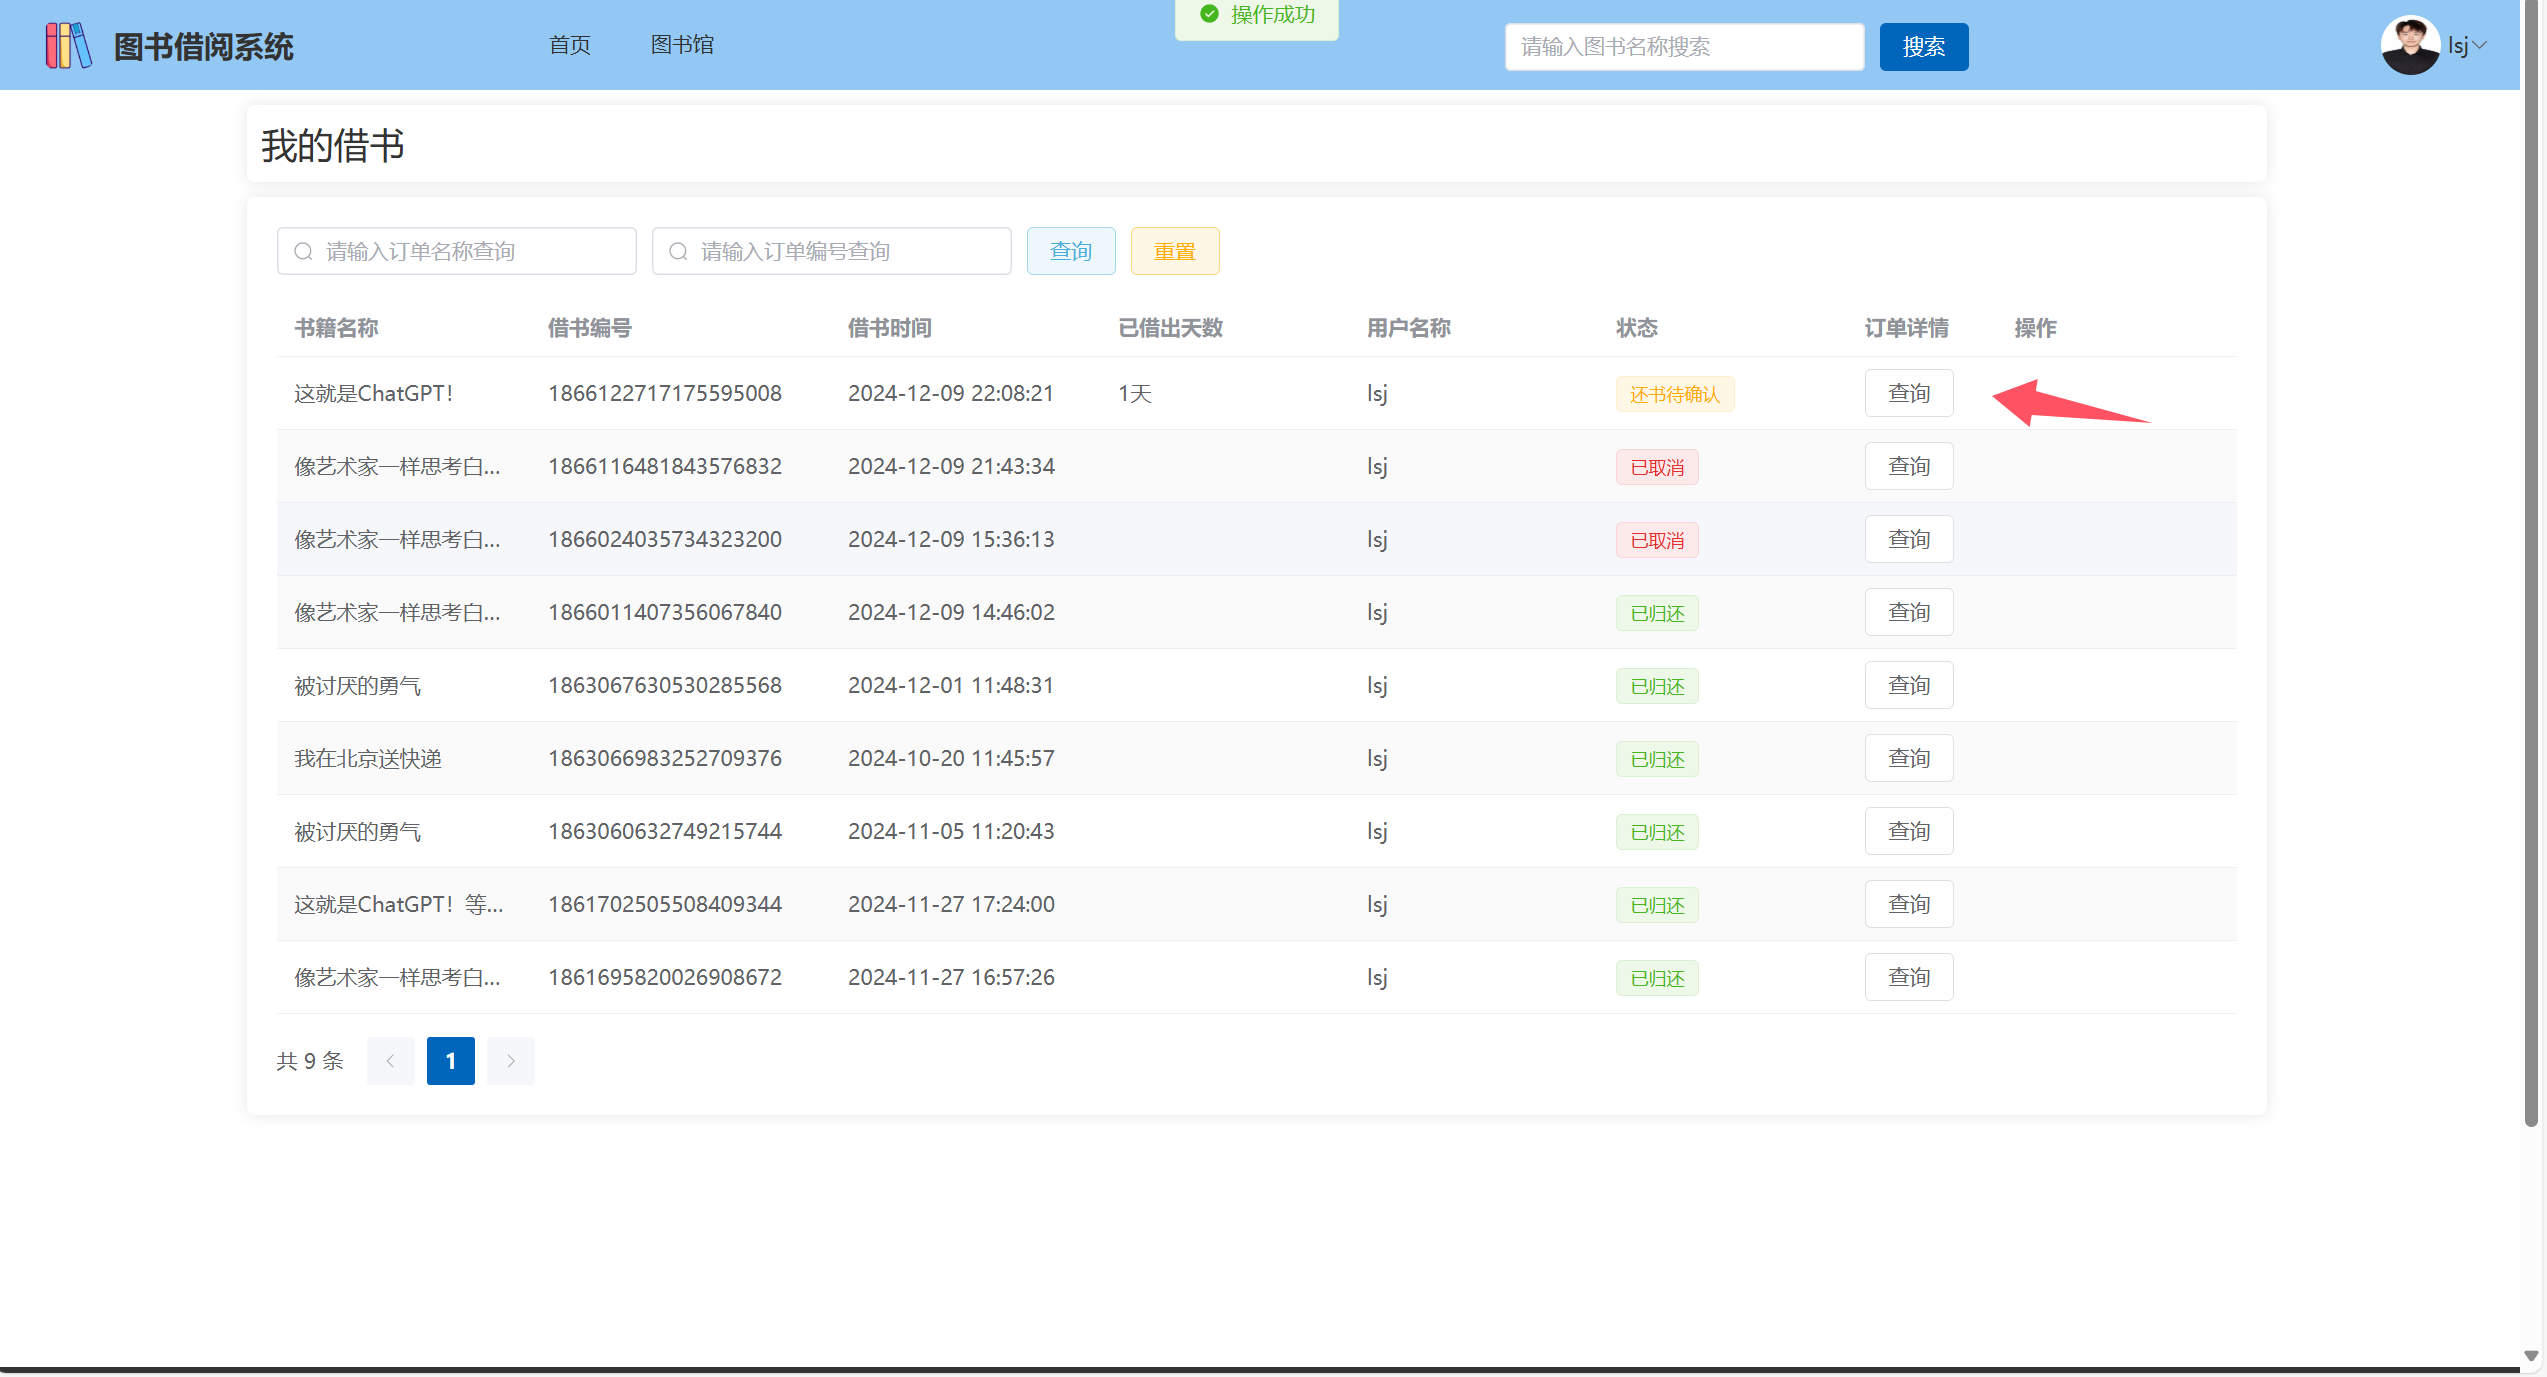 操作成功
图书借阅系统 首页 图书馆 请输入图书名称搜索 搜索 lsj
我的借书
请输入订单名称查询 请输入订单编号查询 查询 重置
书籍名称 借书编号 借书时间 已借出天数 用户名称 状态 订单详情 操作
这就是ChatGPT! 1866122717175595008 2024-12-09 22:08:21 1天 lsj 还书待确认 查询
像艺术家一样思考白... 1866116481843576832 2024-12-09 21:43:34 lsj 已取消 查询
像艺术家一样思考白... 1866024035734323200 2024-12-09 15:36:13 lsj 已取消 查询
像艺术家一样思考白... 1866011407356067840 2024-12-09 14:46:02 lsj 已归还 查询
被讨厌的勇气 1863067630530285568 2024-12-01 11:48:31 lsj 已归还 查询
我在北京送快递 1863066983252709376 2024-10-20 11:45:57 lsj 已归还 查询
被讨厌的勇气 1863060632749215744 2024-11-05 11:20:43 lsj 已归还 查询
这就是ChatGPT! 等... 1861702505508409344 2024-11-27 17:24:00 lsj 已归还 查询
像艺术家一样思考白... 1861695820026908672 2024-11-27 16:57:26 lsj 已归还 查询
共 9 条 1